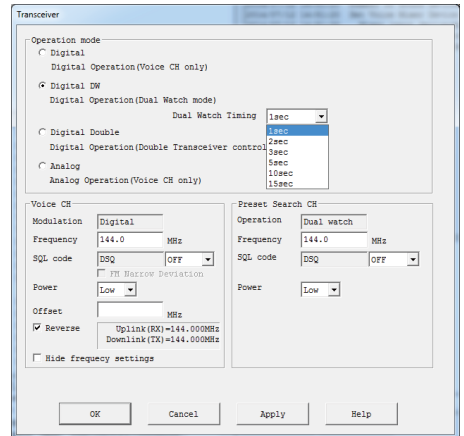 Transceiver
Operation mode
Digital
Digital Operation(Voice CH only)
Digital DW
Digital Operation(Dual Watch mode)
Dual Watch Timing 1sec
1sec
2sec
3sec
5sec
10sec
15sec
Digital Double
Digital Operation(Double Transceiver control
Analog
Analog Operation(Voice CH only)
Voice CH
Modulation Digital
Frequency 144.0 MHz
SQL code DSQ OFF
FM Narrow Deviation
Power Low
Offset MHz
Reverse Uplink(RX)=144.000MHz
Downlink(TX)=144.000MHz
Hide frequecy settings
Preset Search CH
Operation Dual watch
Frequency 144.0 MHz
SQL code DSQ OFF
Power Low
OK Cancel Apply Help